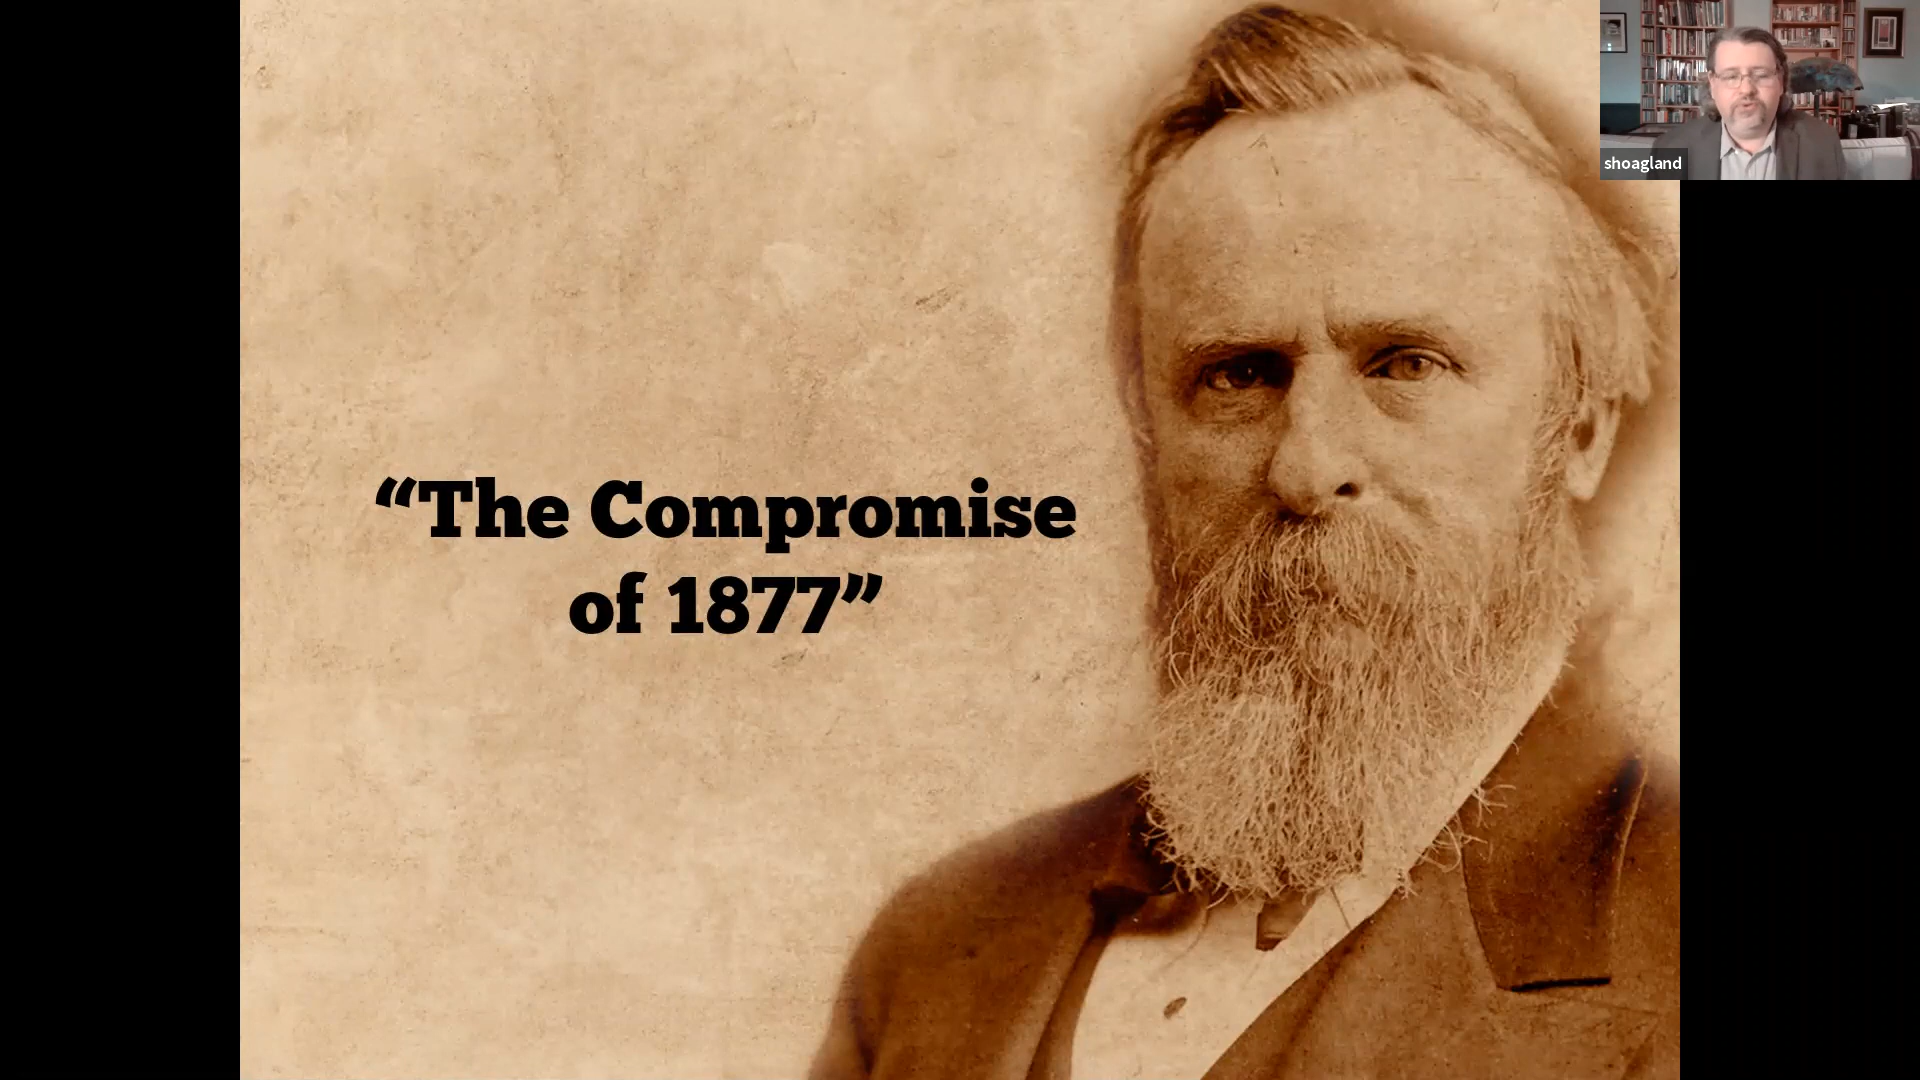 “The Compromise
of 1877”
shoagland